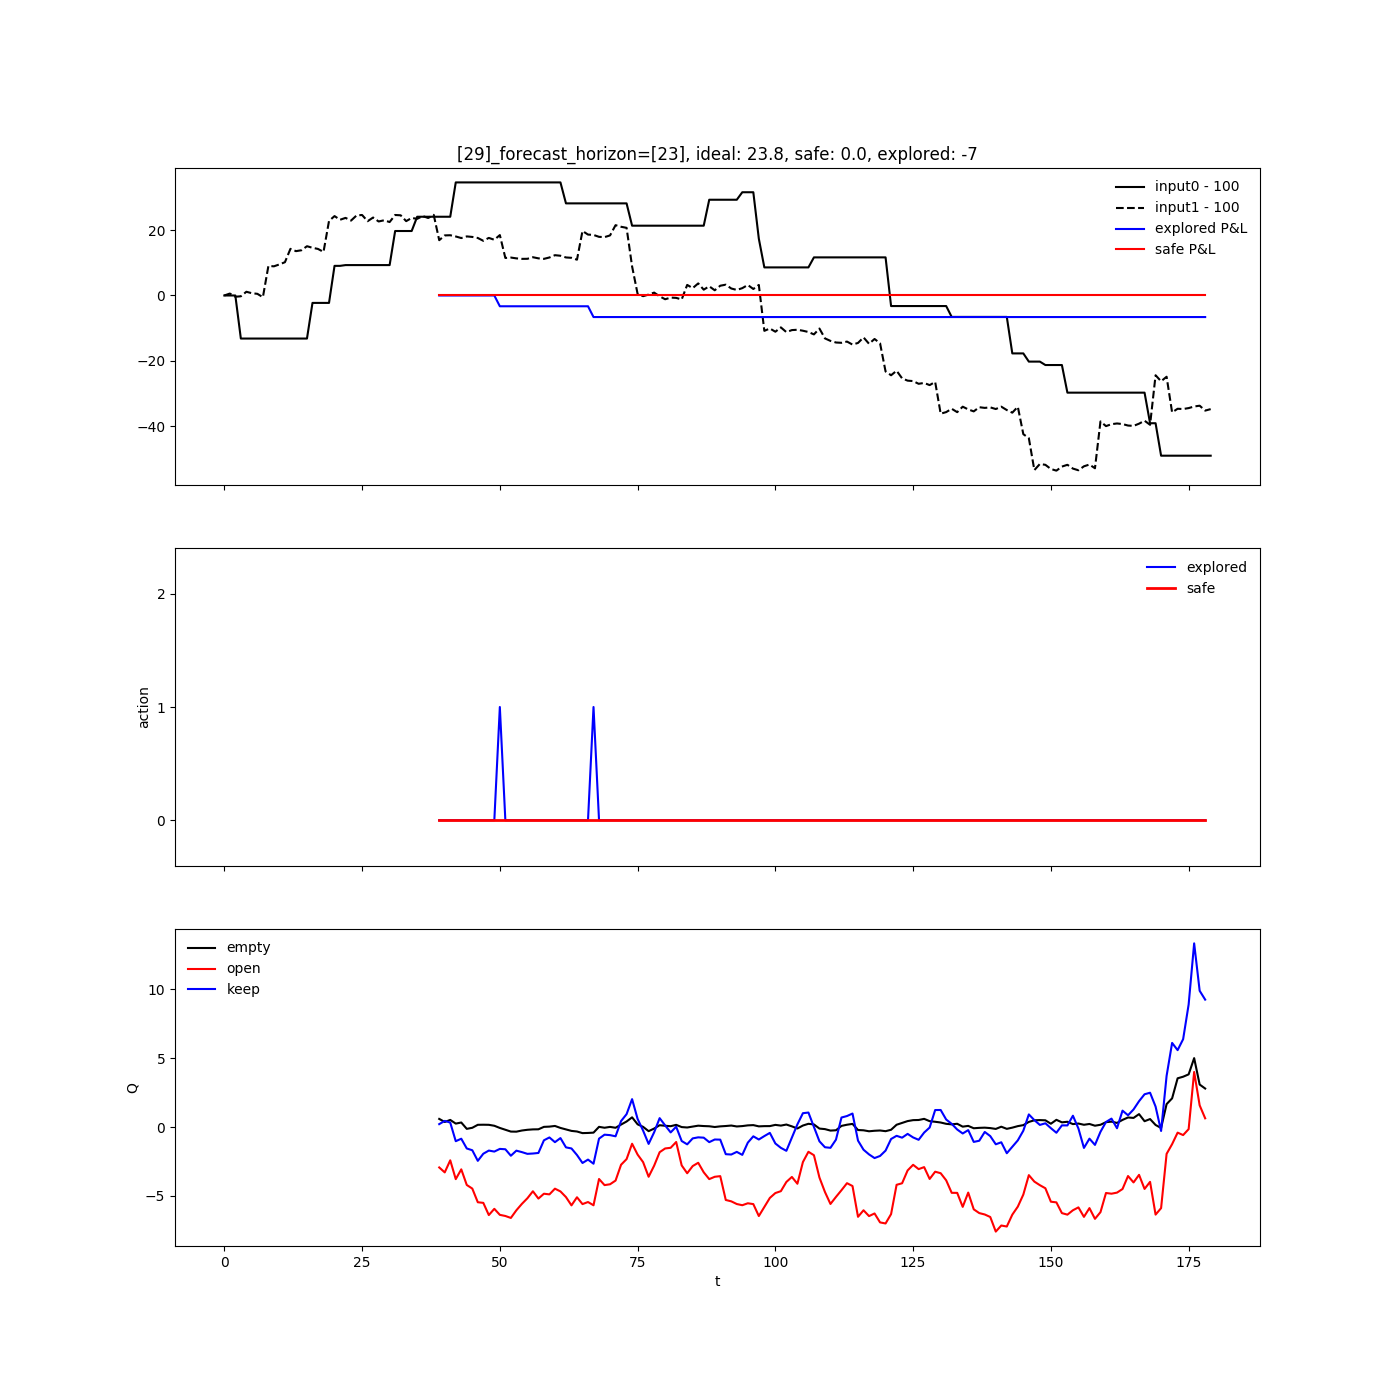 [29]_forecast_horizon=[23], ideal: 23.8, safe: 0.0, explored: -7
input0 - 100
input1 - 100
explored P&L
safe P&L
20
0
−20
−40
explored
safe
2
1
0
action
empty
open
keep
10
5
0
−5
Q
0 25 50 75 100 125 150 175
t